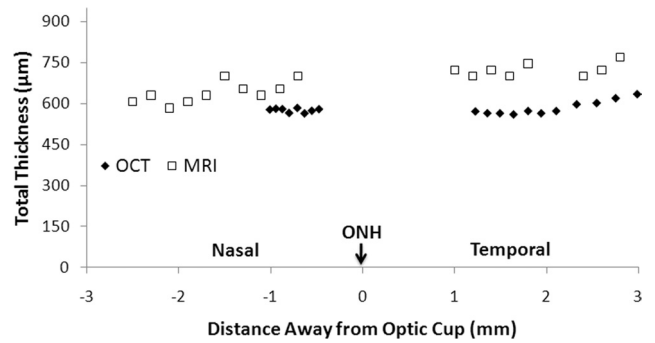 Total Thickness (µm)
900
750
600
450
300
150
0
OCT MRI
Nasal
ONH
Temporal
-3 -2 -1 0 1 2 3
Distance Away from Optic Cup (mm)